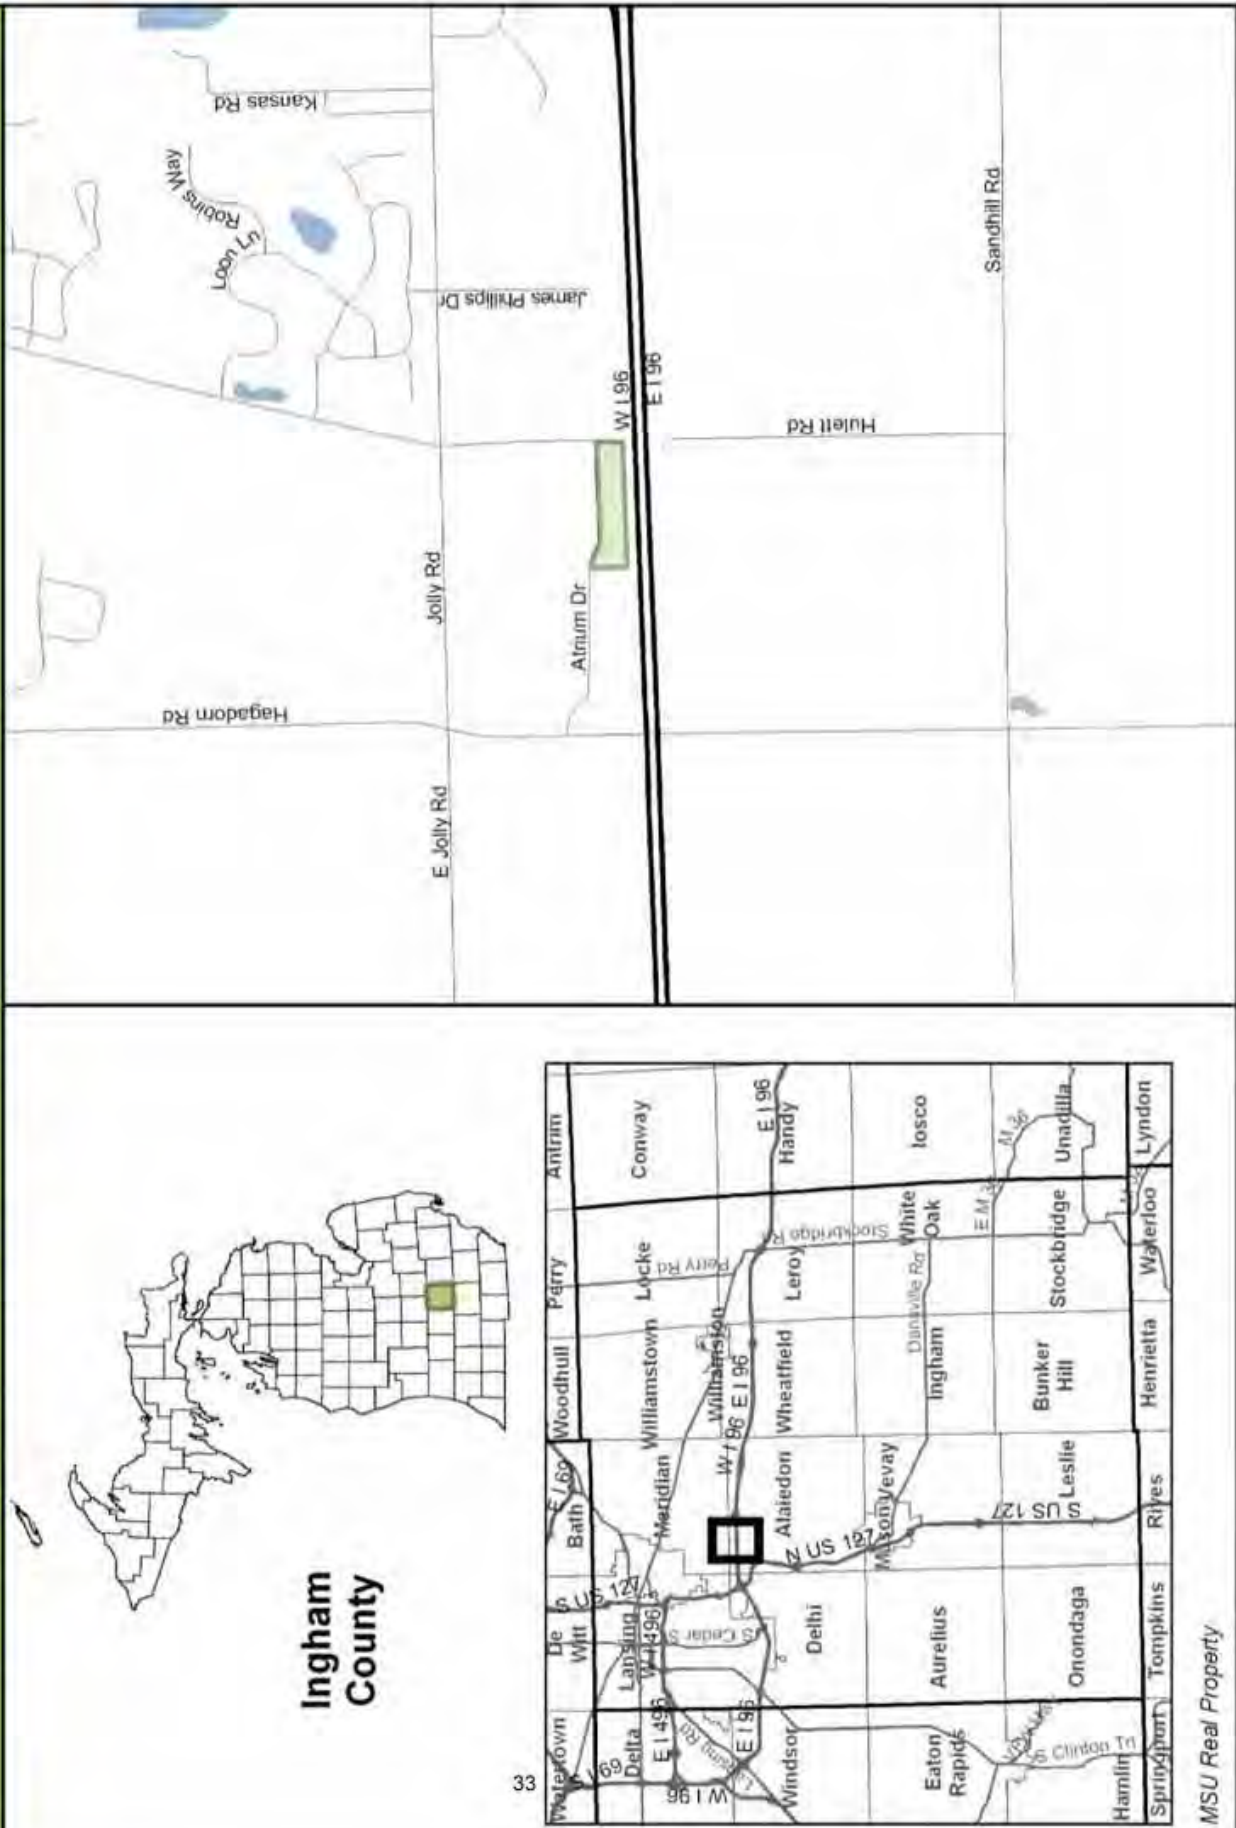 Ingham
County
Watertown
De
Witt
Bath
Woodhull
Perry
Antrim
S I 69
E I 69
S US 127
Delta
Lansing
Meridian
Williamstown
Locke
Conway
E I 496
W I 496
S Cedar S
Perry Rd
Williamston
W I 96
E I 96
W I 96
E I 96
E I 96
Windsor
Delhi
Alaiedon
Wheatfield
Leroy
Handy
N US 127
Stockbridge Rd
Mason
Vevay
Dansville Rd
Eaton
Rapids
Aurelius
Ingham
White
Oak
Iosco
S US 127
E M 36
M 36
Hamlin
S Clinton Trl
Onondaga
Leslie
Bunker
Hill
Stockbridge
Unadilla
Springport
Tompkins
Rives
Henrietta
Waterloo
Lyndon
MSU Real Property
33
Kansas Rd
Robins Way
Loon Ln
Hagadorn Rd
E Jolly Rd
Jolly Rd
James Phillips Dr
Atrium Dr
W I 96
E I 96
Hulett Rd
Sandhill Rd